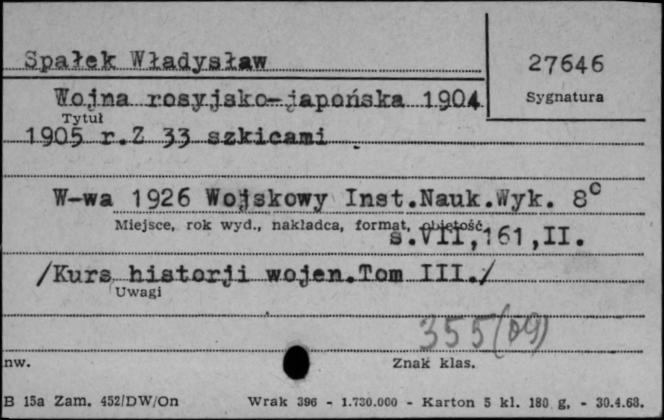 Spałek Władysław
27646
Sygnatura
Wojna rosyjsko-japońska 1904
Tytuł
1905 r.Z 33 szkicami
W-wa 1926 Wojskowy Inst.Nauk.Wyk. 8°
Miejsce, rok wyd., nakładca, format, objętość
s.VII,161,II.
/Kurs historji wojen.Tom III./
Uwagi
355(09)
nw.
Znak klas.
B 15a Zam. 452/DW/On Wrak 396 - 1.730.000 - Karton 5 kl. 180 g. - 30.4.68.